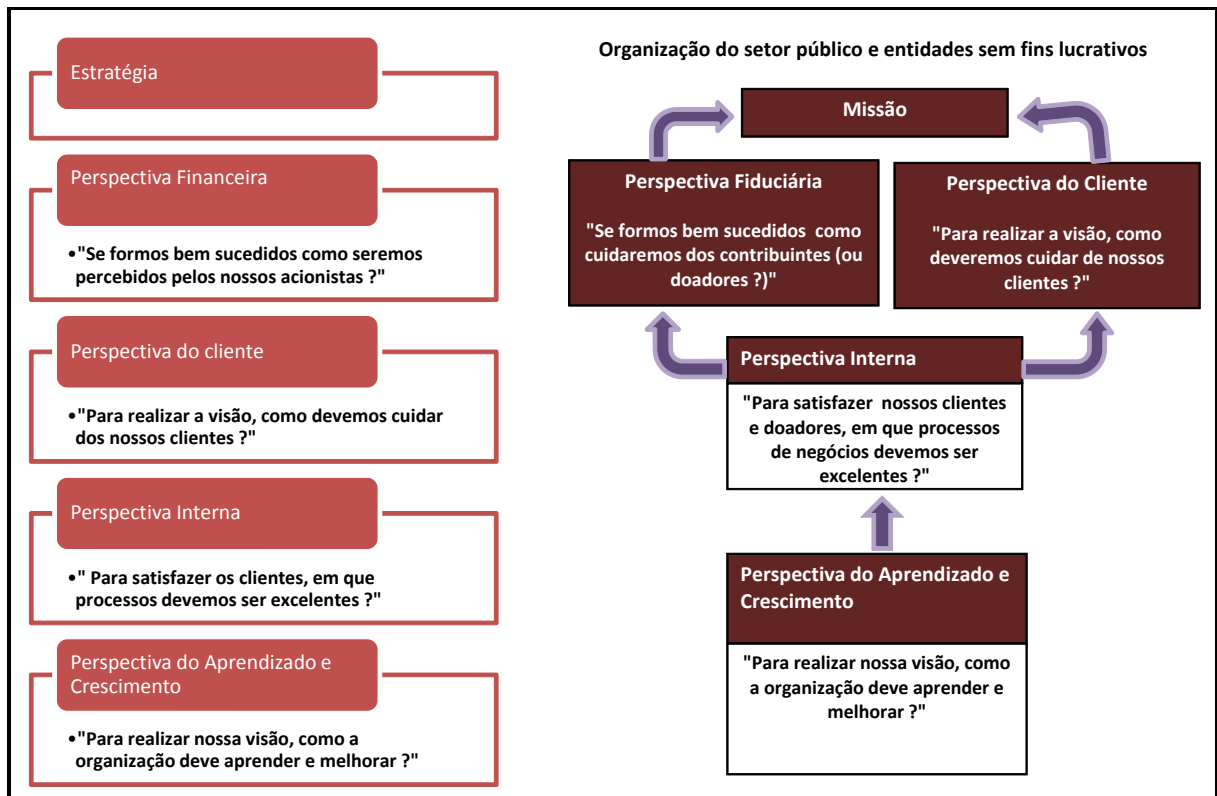 Estratégia
Perspectiva Financeira
•"Se formos bem sucedidos como seremos
percebidos pelos nossos acionistas ?"
Perspectiva do cliente
•"Para realizar a visão, como devemos cuidar
dos nossos clientes ?"
Perspectiva Interna
•" Para satisfazer os clientes, em que
processos devemos ser excelentes ?"
Perspectiva do Aprendizado e
Crescimento
•"Para realizar nossa visão, como a
organização deve aprender e melhorar ?"
Organização do setor público e entidades sem fins lucrativos
Missão
Perspectiva Fiduciária
"Se formos bem sucedidos como
cuidaremos dos contribuintes (ou
doadores ?)"
Perspectiva do Cliente
"Para realizar a visão, como
deveremos cuidar de nossos
clientes ?"
Perspectiva Interna
"Para satisfazer nossos clientes
e doadores, em que processos
de negócios devemos ser
excelentes ?"
Perspectiva do Aprendizado e
Crescimento
"Para realizar nossa visão, como
a organização deve aprender e
melhorar ?"